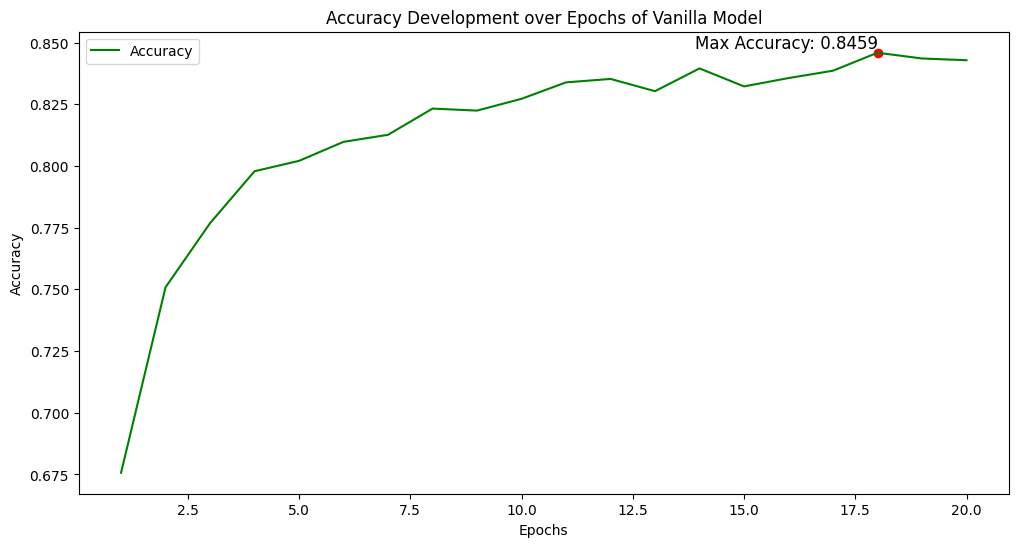 Accuracy Development over Epochs of Vanilla Model
Accuracy
Max Accuracy: 0.8459
0.850
0.825
0.800
0.775
0.750
0.725
0.700
0.675
Accuracy
2.5 5.0 7.5 10.0 12.5 15.0 17.5 20.0
Epochs